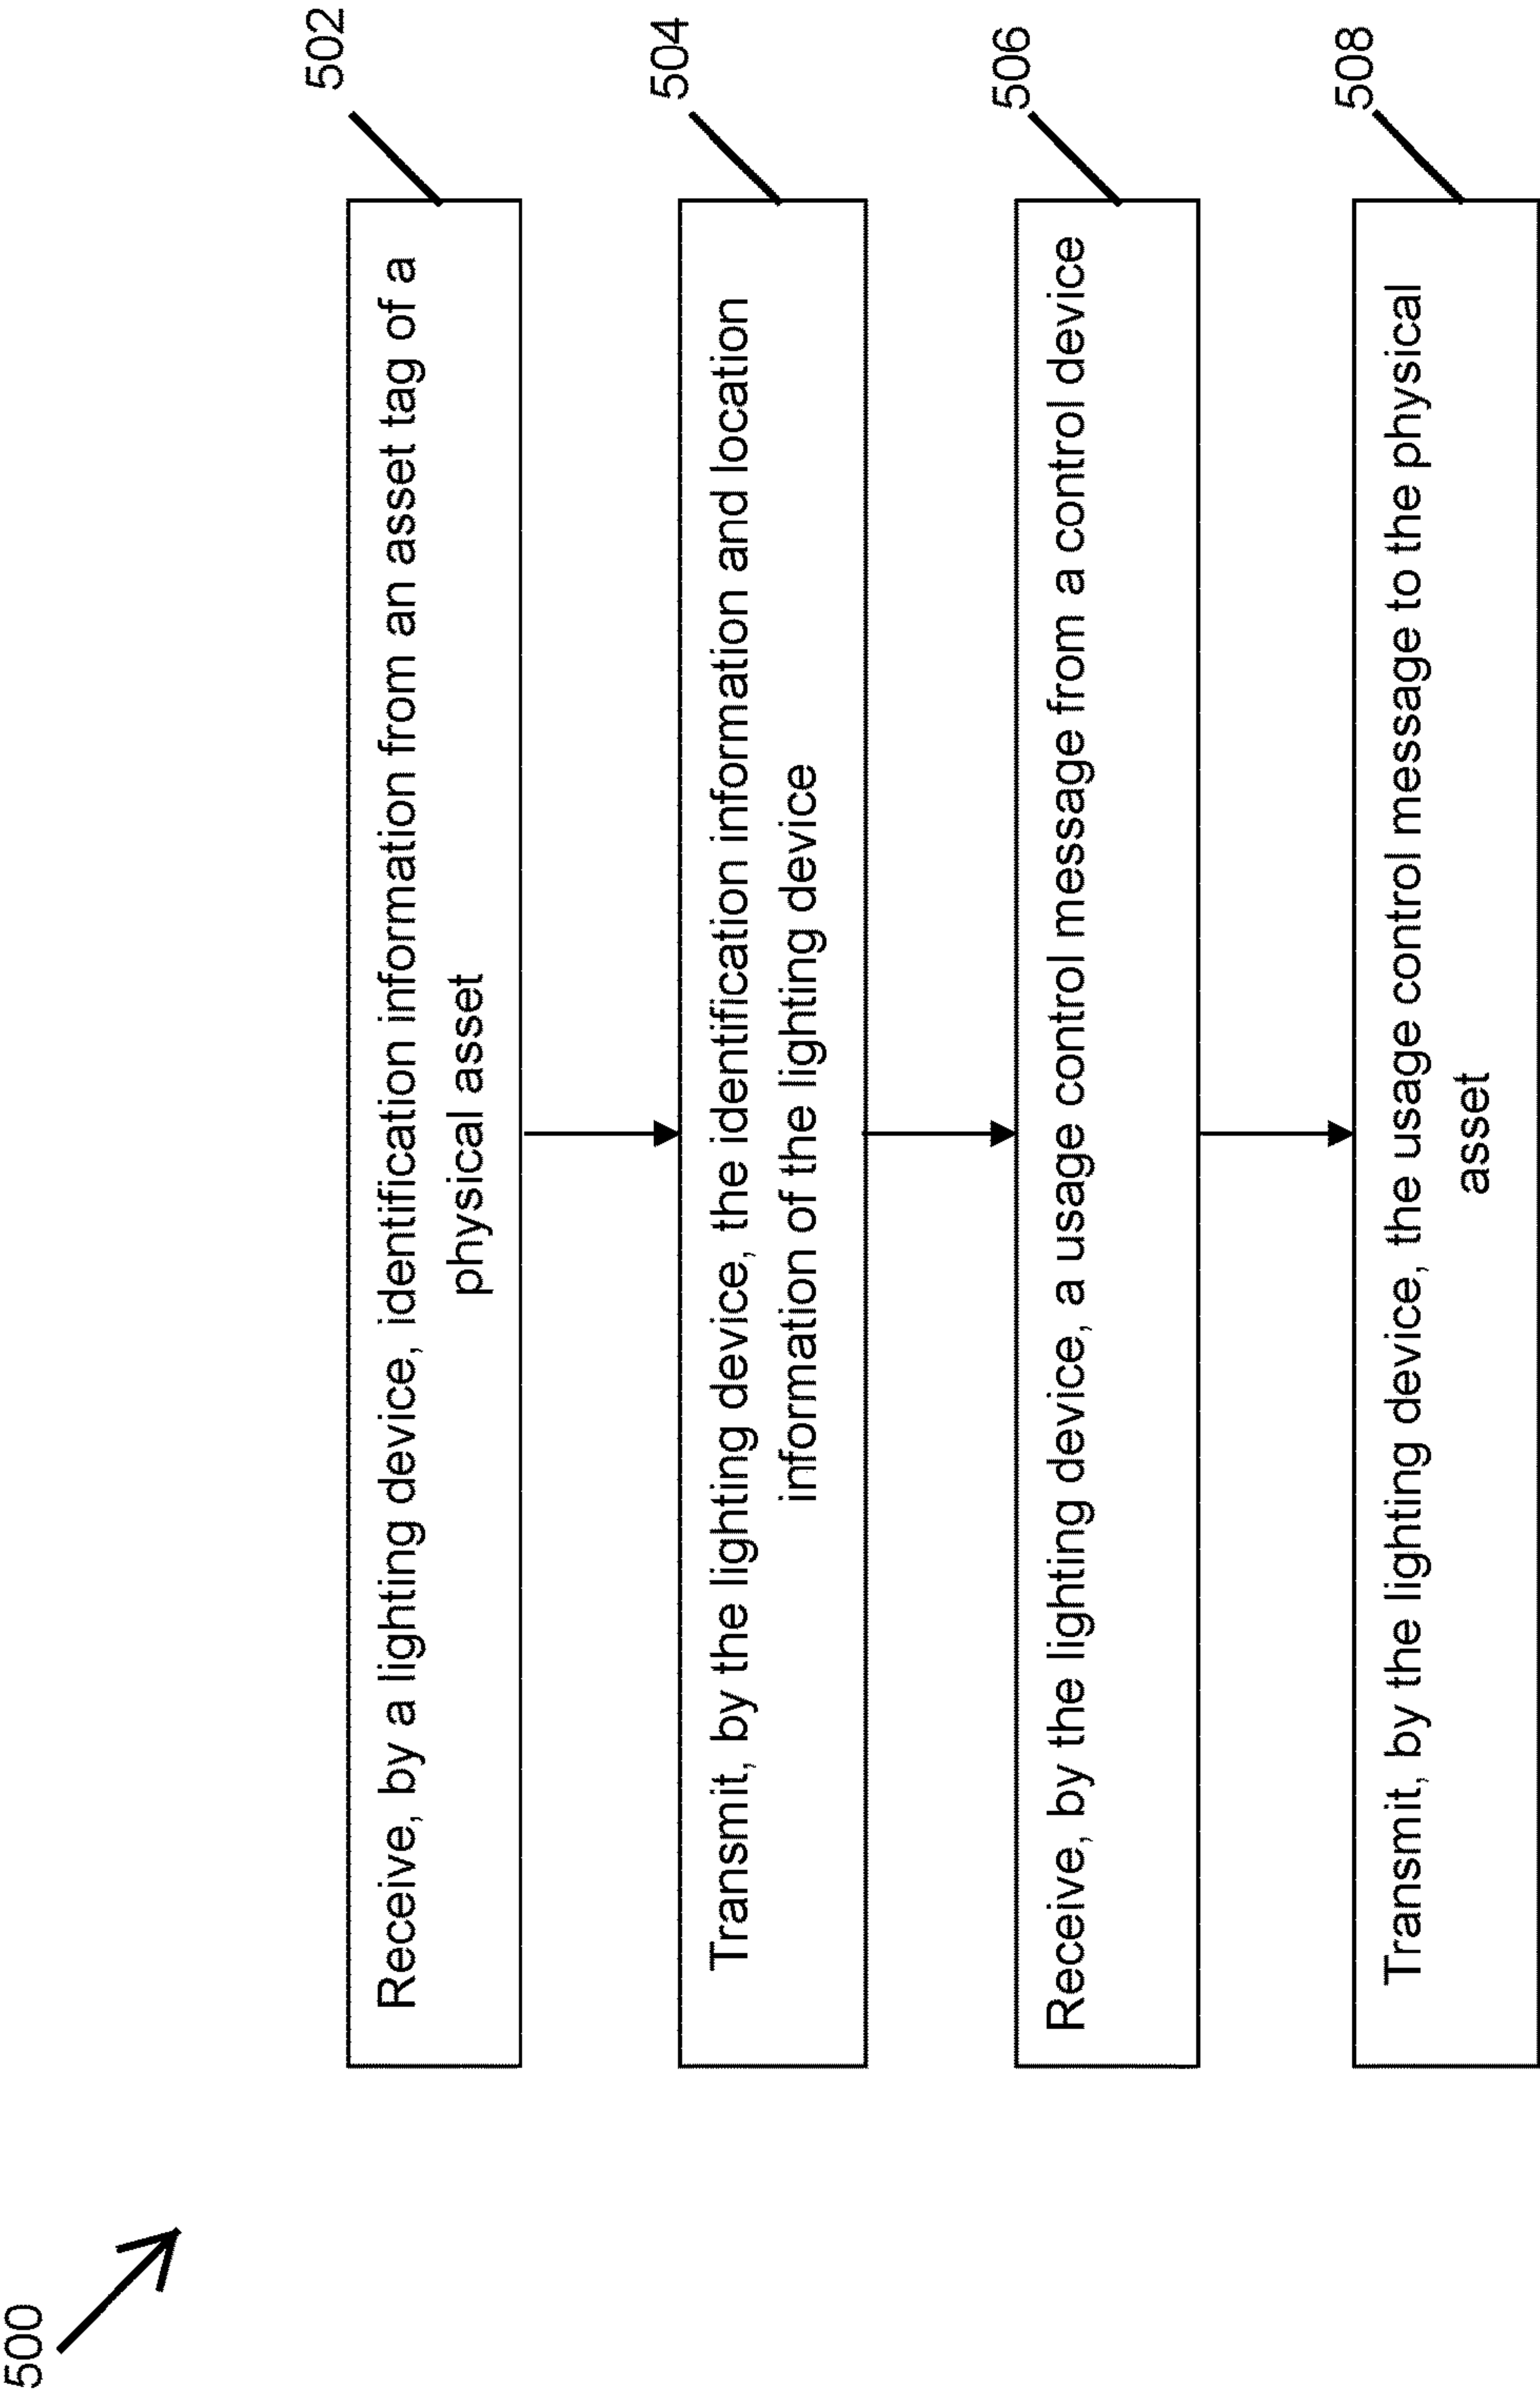 500
502
Receive, by a lighting device, identification information from an asset tag of a
physical asset
504
Transmit, by the lighting device, the identification information and location
information of the lighting device
506
Receive, by the lighting device, a usage control message from a control device
508
Transmit, by the lighting device, the usage control message to the physical
asset